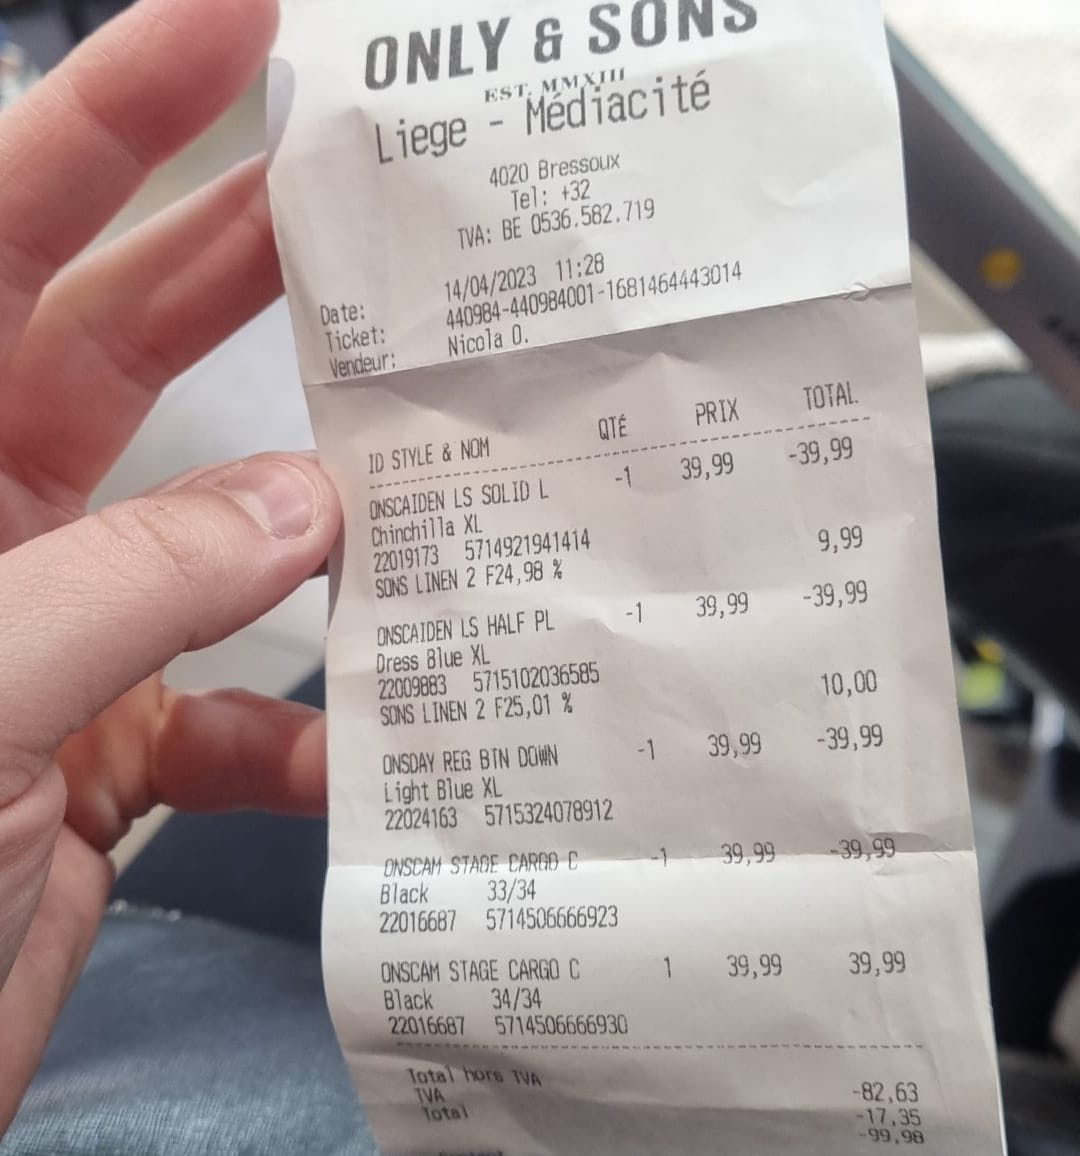 ONLY & SONS
EST. MMXIII
Liege - Médiacité
4020 Bressoux
Tel: +32
TVA: BE 0536.582.719
Date: 14/04/2023 11:28
Ticket: 440984-440984001-1681464443014
Vendeur: Nicola O.
ID STYLE & NOM QTÉ PRIX TOTAL
ONSCAIDEN LS SOLID L -1 39,99 -39,99
Chinchilla XL
22019173 5714921941414
SONS LINEN 2 F24,98 % 9,99
ONSCAIDEN LS HALF PL -1 39,99 -39,99
Dress Blue XL
22009883 5715102036585
SONS LINEN 2 F25,01 % 10,00
ONSDAY REG BTN DOWN -1 39,99 -39,99
Light Blue XL
22024163 5715324078912
ONSCAM STAGE CARGO C -1 39,99 -39,99
Black 33/34
22016687 5714506666923
ONSCAM STAGE CARGO C 1 39,99 39,99
Black 34/34
22016687 5714506666930
Total hors TVA -82,63
TVA -17,35
Total -99,98